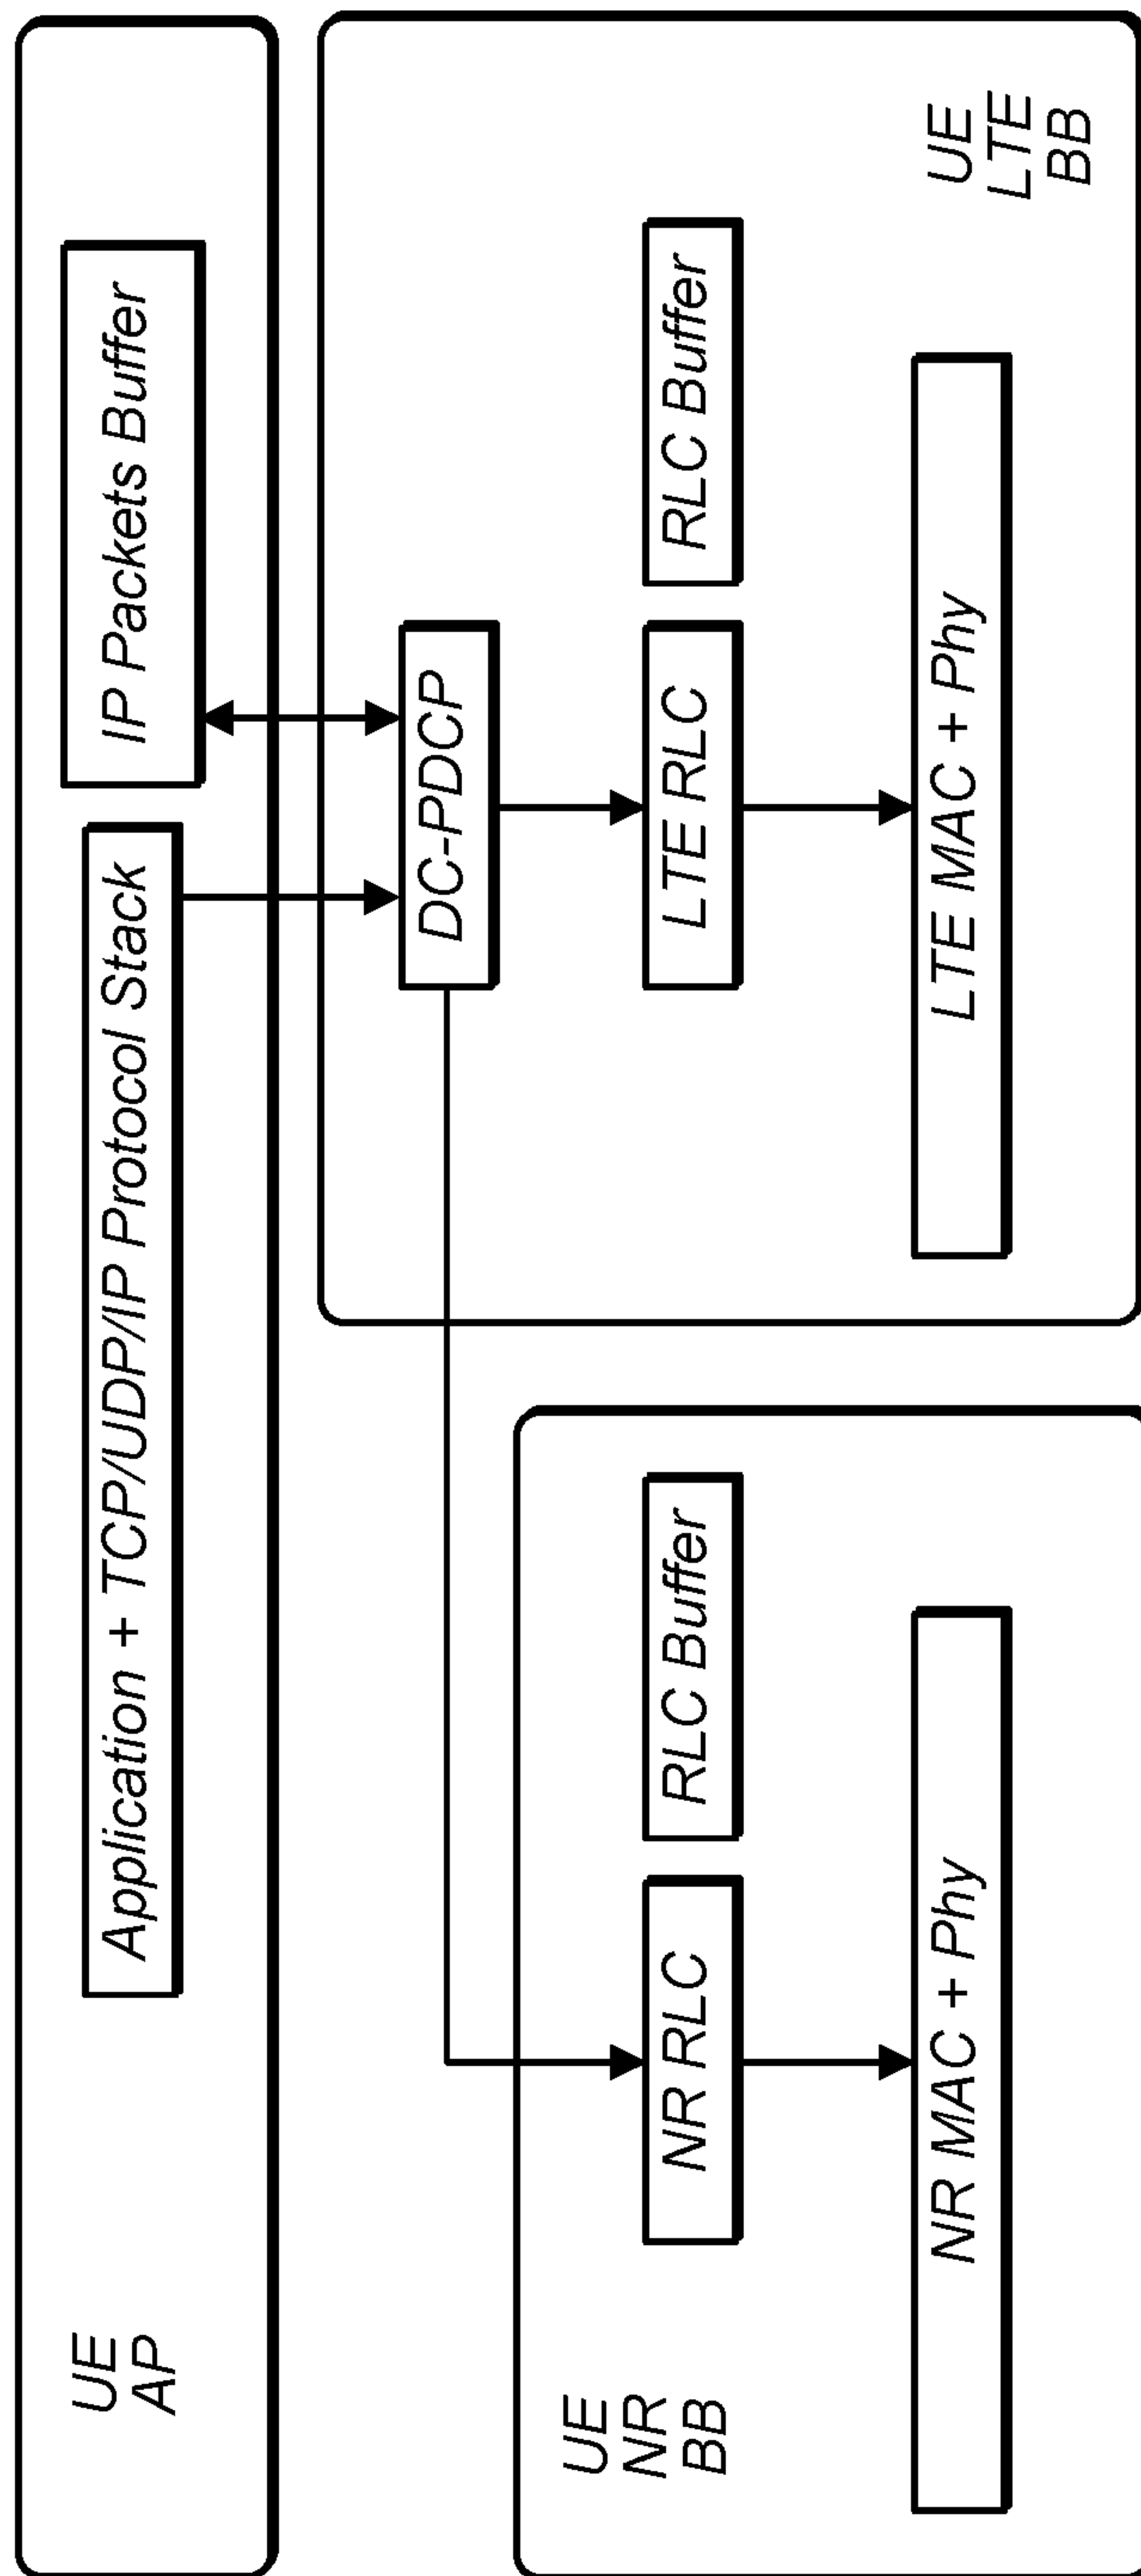 UE
AP
Application + TCP/UDP/IP Protocol Stack
IP Packets Buffer
DC-PDCP
UE
NR
BB
NR RLC
RLC Buffer
LTE RLC
RLC Buffer
NR MAC + Phy
LTE MAC + Phy
UE
LTE
BB